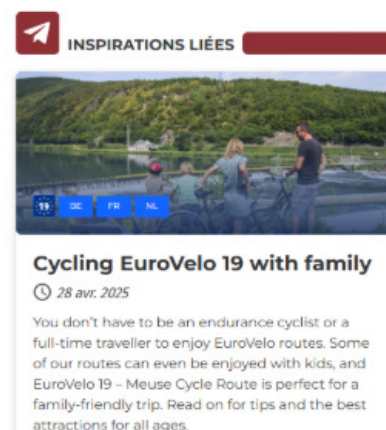 INSPIRATIONS LIÉES
19 DE FR NL
Cycling EuroVelo 19 with family
28 avr. 2025
You don't have to be an endurance cyclist or a
full-time traveller to enjoy EuroVelo routes. Some
of our routes can even be enjoyed with kids, and
EuroVelo 19 – Meuse Cycle Route is perfect for a
family-friendly trip. Read on for tips and the best
attractions for all ages.